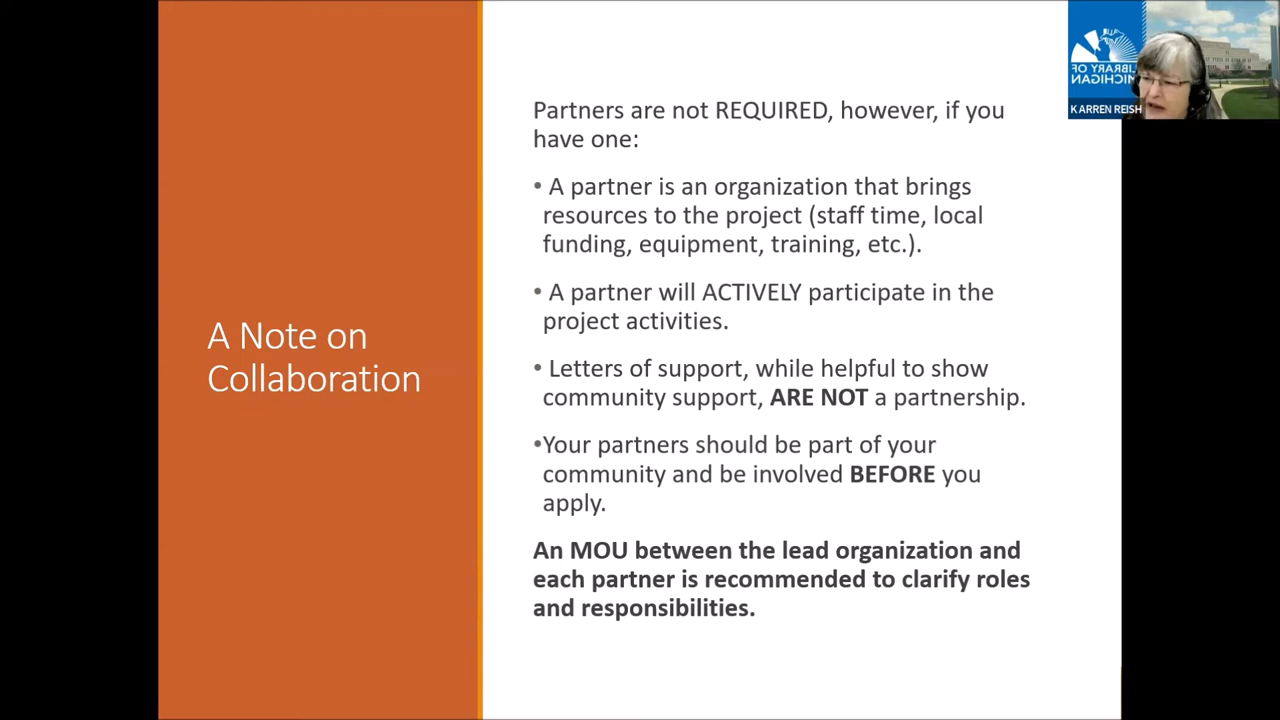 A Note on
Collaboration
Partners are not REQUIRED, however, if you
have one:
• A partner is an organization that brings
resources to the project (staff time, local
funding, equipment, training, etc.).
• A partner will ACTIVELY participate in the
project activities.
• Letters of support, while helpful to show
community support, ARE NOT a partnership.
•Your partners should be part of your
community and be involved BEFORE you
apply.
An MOU between the lead organization and
each partner is recommended to clarify roles
and responsibilities.
LIBRARY OF
MICHIGAN
KARREN REISH